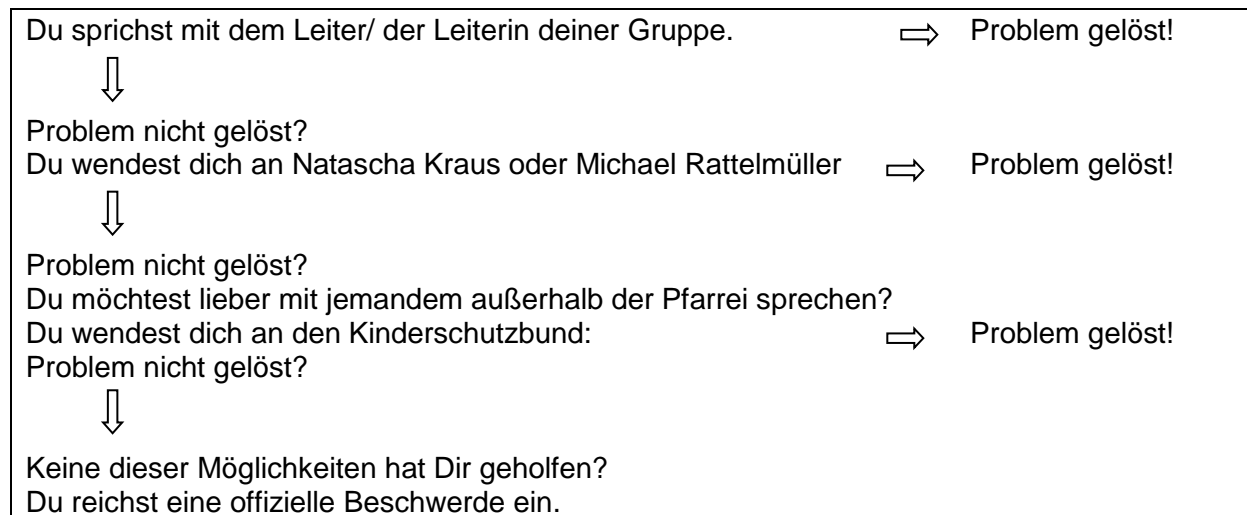 Du sprichst mit dem Leiter/ der Leiterin deiner Gruppe. ⇨ Problem gelöst!
⇩
Problem nicht gelöst?
Du wendest dich an Natascha Kraus oder Michael Rattelmüller ⇨ Problem gelöst!
⇩
Problem nicht gelöst?
Du möchtest lieber mit jemandem außerhalb der Pfarrei sprechen?
Du wendest dich an den Kinderschutzbund: ⇨ Problem gelöst!
Problem nicht gelöst?
⇩
Keine dieser Möglichkeiten hat Dir geholfen?
Du reichst eine offizielle Beschwerde ein.